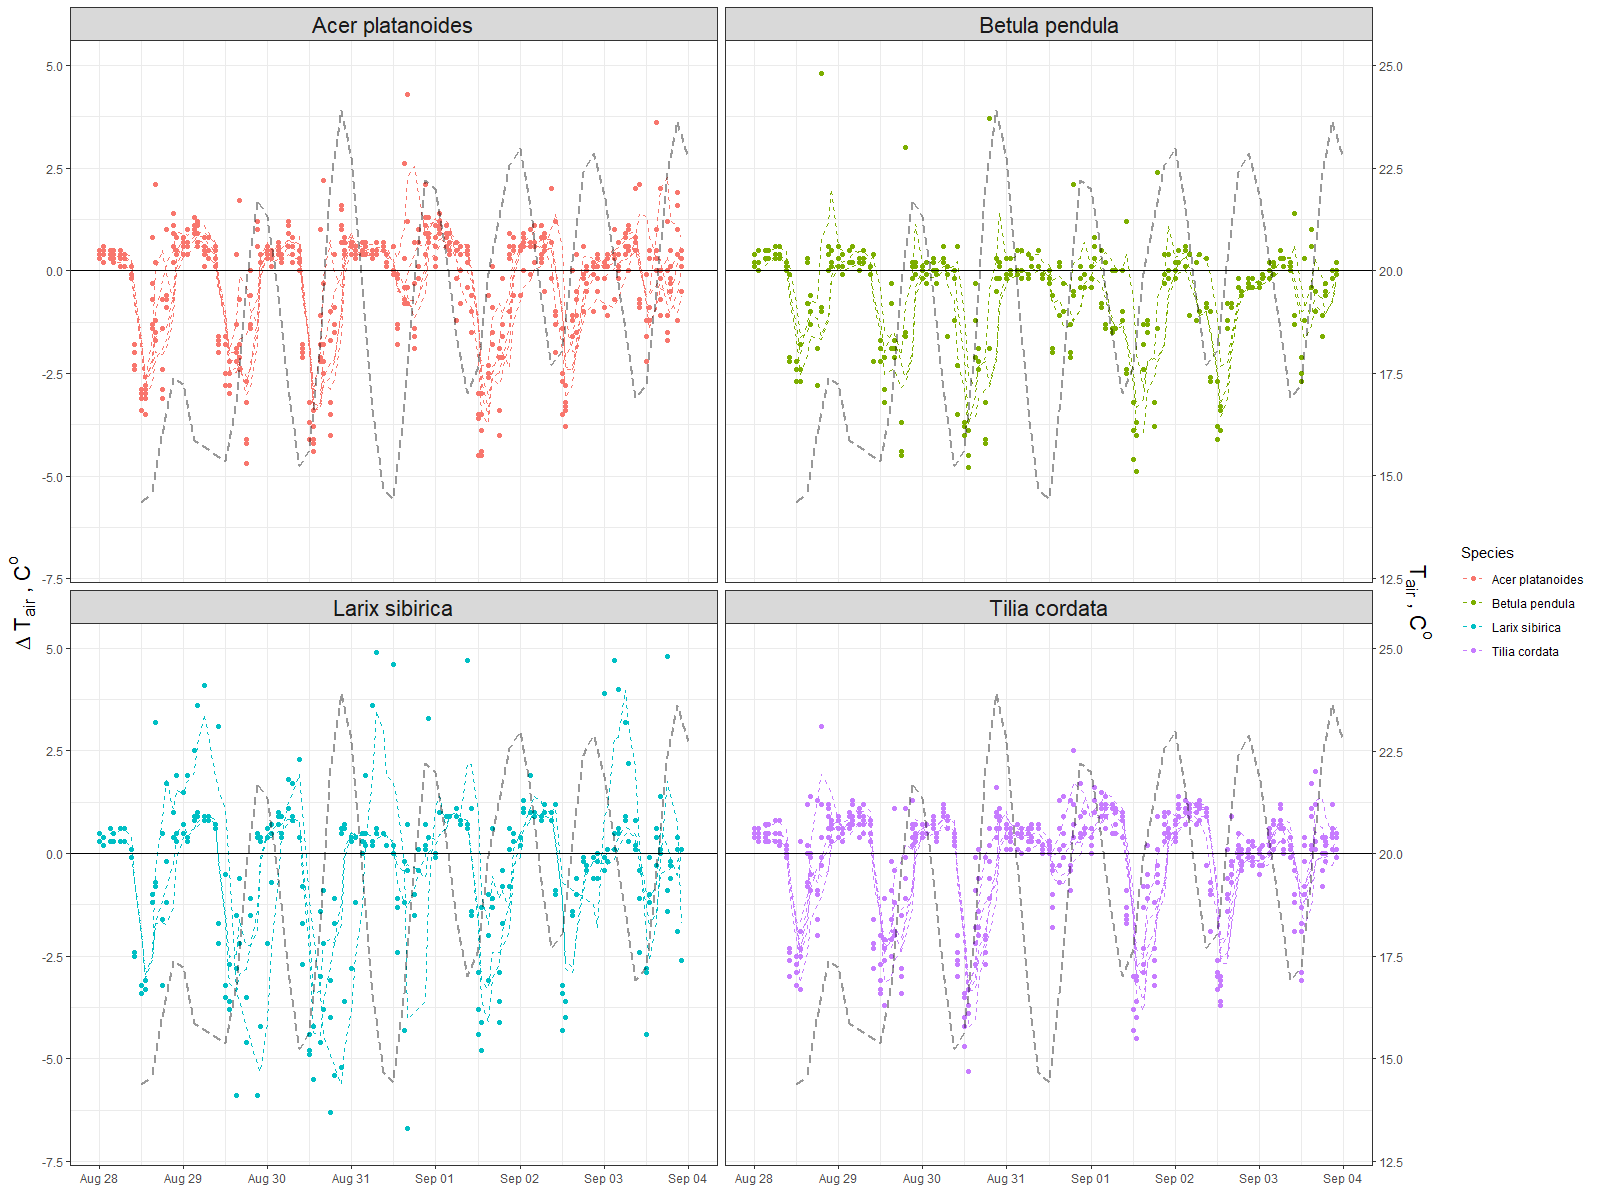 Acer platanoides
Betula pendula
5.0
2.5
0.0
-2.5
-5.0
-7.5
25.0
22.5
20.0
17.5
15.0
12.5
Δ Tair , Co
Tair , Co
Larix sibirica
Tilia cordata
5.0
2.5
0.0
-2.5
-5.0
-7.5
25.0
22.5
20.0
17.5
15.0
12.5
Aug 28 Aug 29 Aug 30 Aug 31 Sep 01 Sep 02 Sep 03 Sep 04
Aug 28 Aug 29 Aug 30 Aug 31 Sep 01 Sep 02 Sep 03 Sep 04
Species
Acer platanoides
Betula pendula
Larix sibirica
Tilia cordata